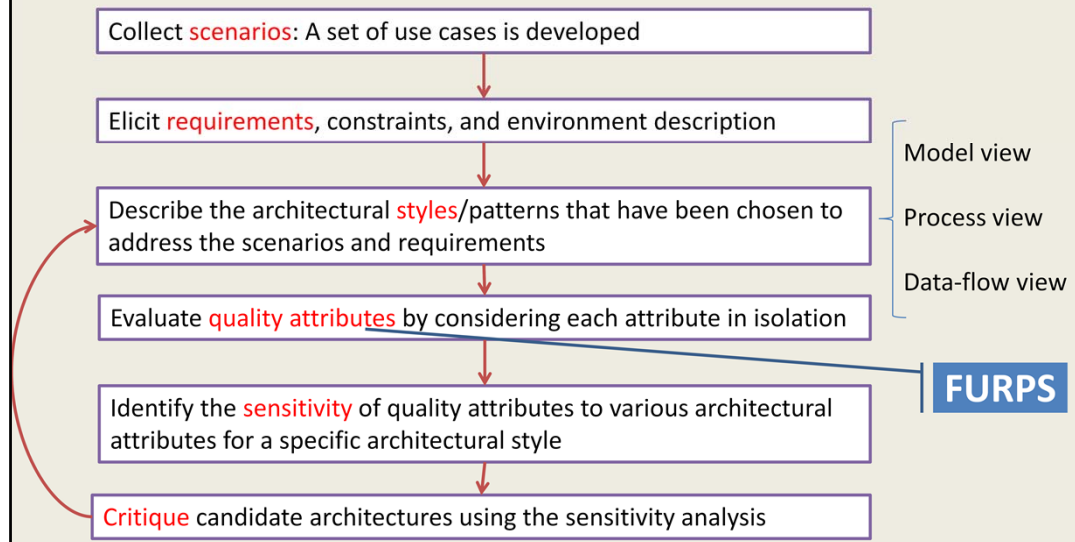 Collect scenarios: A set of use cases is developed
Elicit requirements, constraints, and environment description
Describe the architectural styles/patterns that have been chosen to
address the scenarios and requirements
Model view
Process view
Data-flow view
Evaluate quality attributes by considering each attribute in isolation
FURPS
Identify the sensitivity of quality attributes to various architectural
attributes for a specific architectural style
Critique candidate architectures using the sensitivity analysis